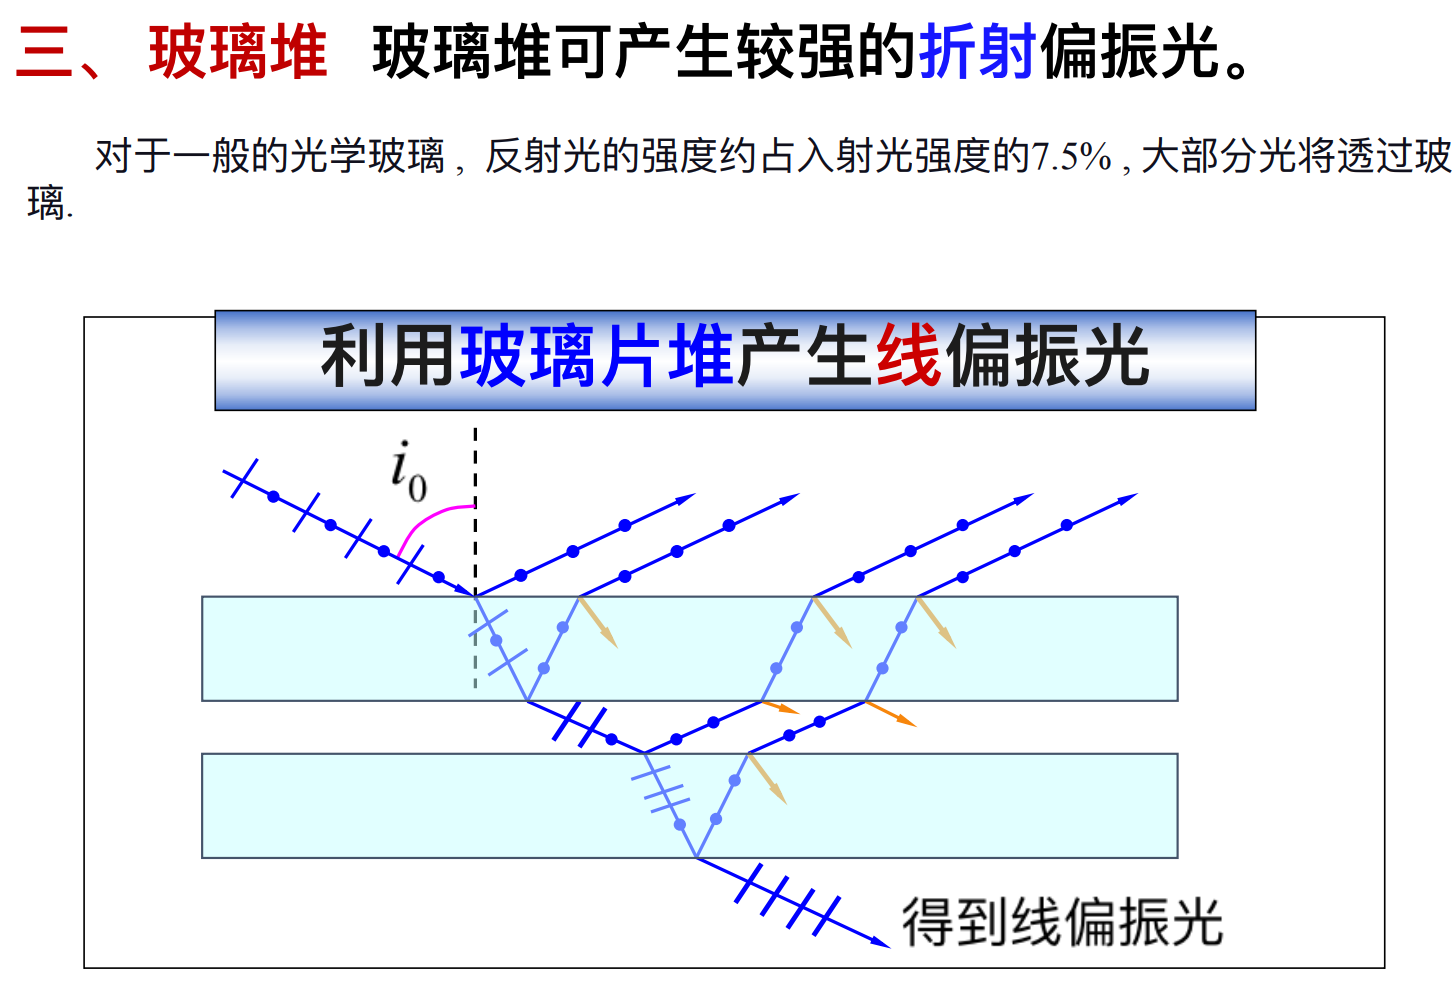 三、 玻璃堆 玻璃堆可产生较强的折射偏振光。
对于一般的光学玻璃 , 反射光的强度约占入射光强度的7.5% , 大部分光将透过玻
璃.
利用玻璃片堆产生线偏振光
i₀
得到线偏振光